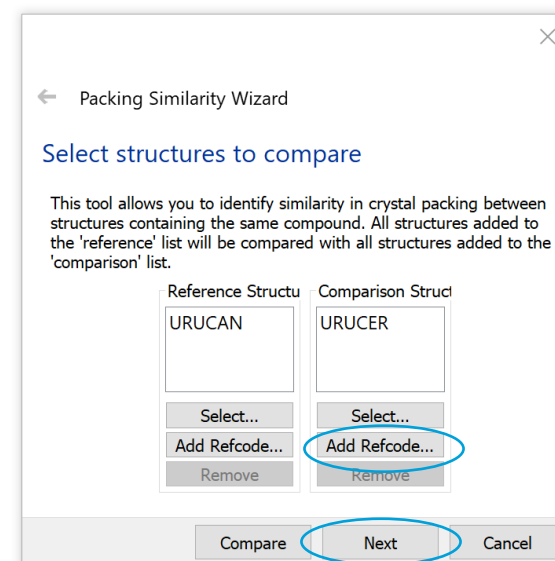 Packing Similarity Wizard
Select structures to compare
This tool allows you to identify similarity in crystal packing between
structures containing the same compound. All structures added to
the 'reference' list will be compared with all structures added to the
'comparison' list.
Reference Structu Comparison Struct
URUCAN URUCER
Select... Select...
Add Refcode... Add Refcode...
Remove Remove
Compare Next Cancel